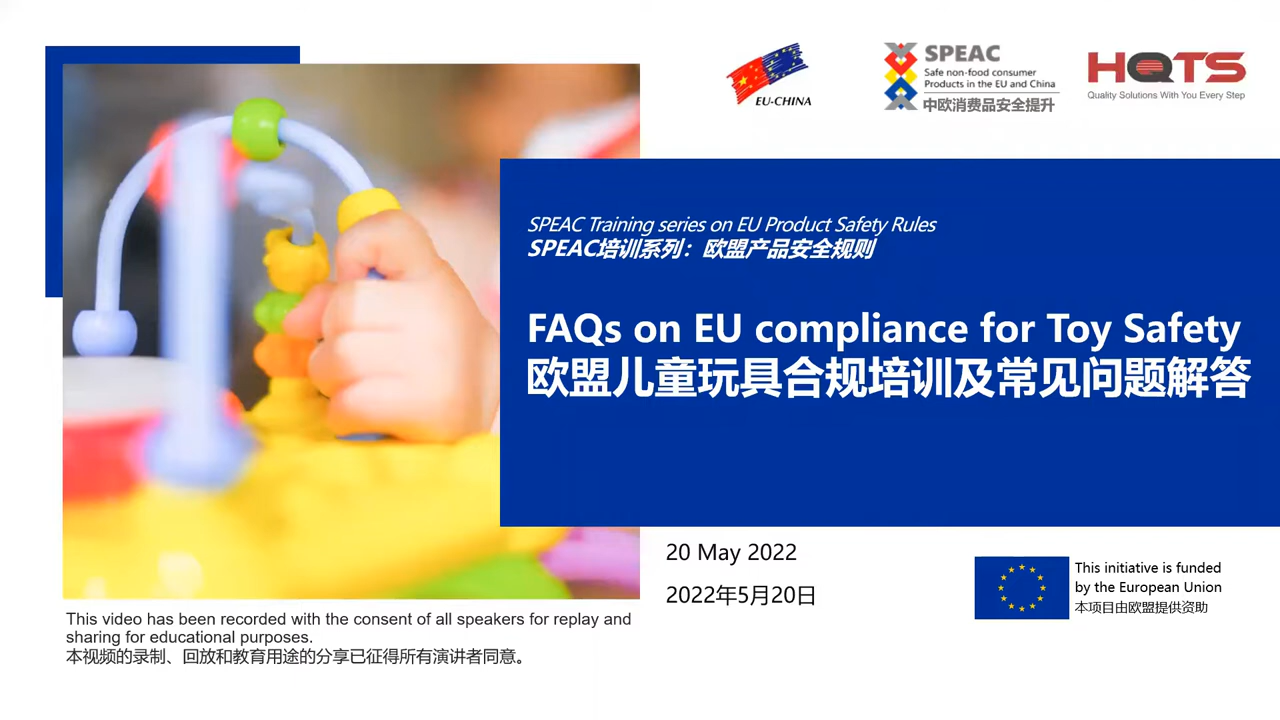 EU-CHINA
SPEAC
Safe non-food consumer
Products in the EU and China
中欧消费品安全提升
HQTS
Quality Solutions With You Every Step
SPEAC Training series on EU Product Safety Rules
SPEAC培训系列：欧盟产品安全规则
FAQs on EU compliance for Toy Safety
欧盟儿童玩具合规培训及常见问题解答
20 May 2022
2022年5月20日
This initiative is funded
by the European Union
本项目由欧盟提供资助
This video has been recorded with the consent of all speakers for replay and
sharing for educational purposes.
本视频的录制、回放和教育用途的分享已征得所有演讲者同意。